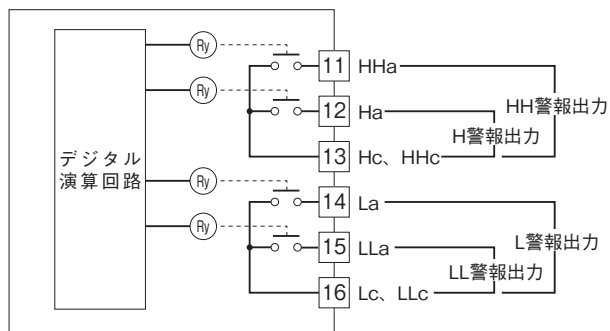 デジタル
演算回路
Ry
Ry
Ry
Ry
11 HHa
12 Ha
13 Hc、HHc
14 La
15 LLa
16 Lc、LLc
HH警報出力
H警報出力
L警報出力
LL警報出力